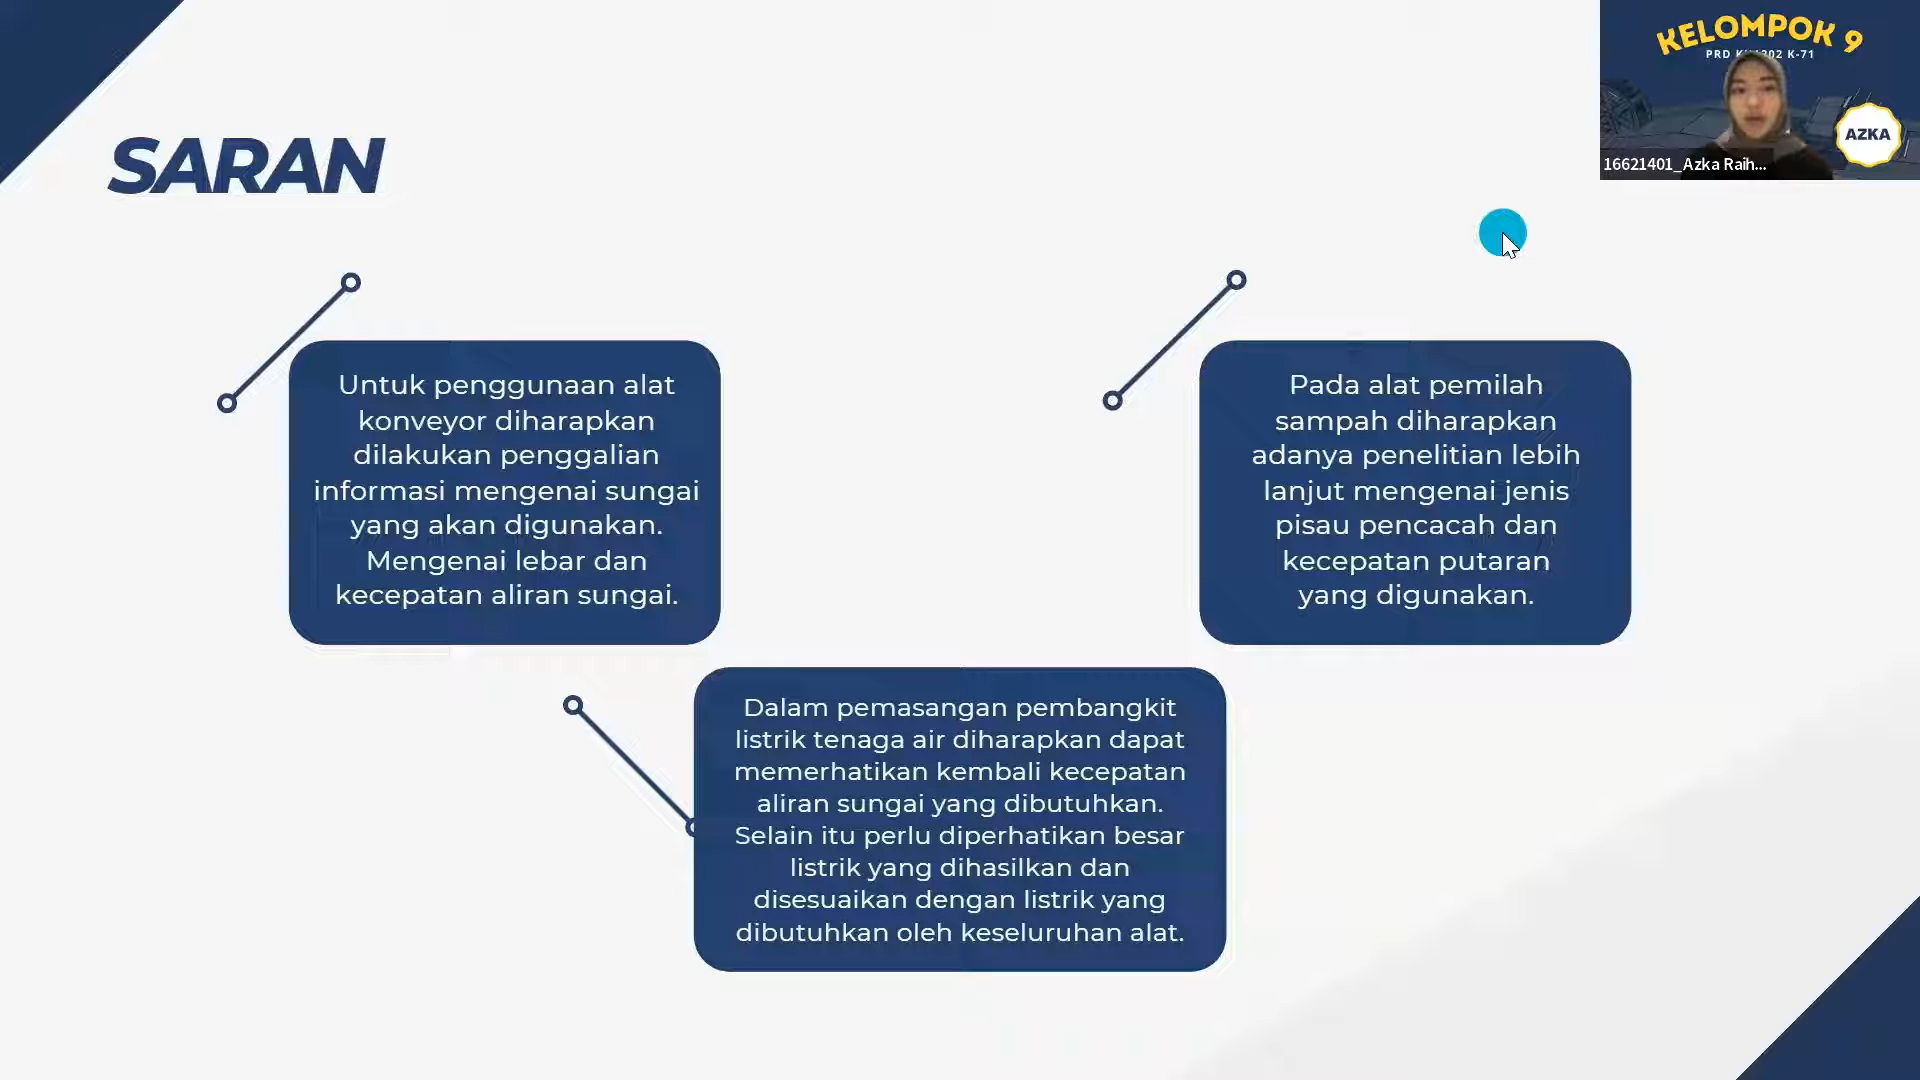 KELOMPOK 9
PRD K 02 K-71
AZKA
16621401_Azka Raih...
SARAN
Untuk penggunaan alat
konveyor diharapkan
dilakukan penggalian
informasi mengenai sungai
yang akan digunakan.
Mengenai lebar dan
kecepatan aliran sungai.
Pada alat pemilah
sampah diharapkan
adanya penelitian lebih
lanjut mengenai jenis
pisau pencacah dan
kecepatan putaran
yang digunakan.
Dalam pemasangan pembangkit
listrik tenaga air diharapkan dapat
memerhatikan kembali kecepatan
aliran sungai yang dibutuhkan.
Selain itu perlu diperhatikan besar
listrik yang dihasilkan dan
disesuaikan dengan listrik yang
dibutuhkan oleh keseluruhan alat.